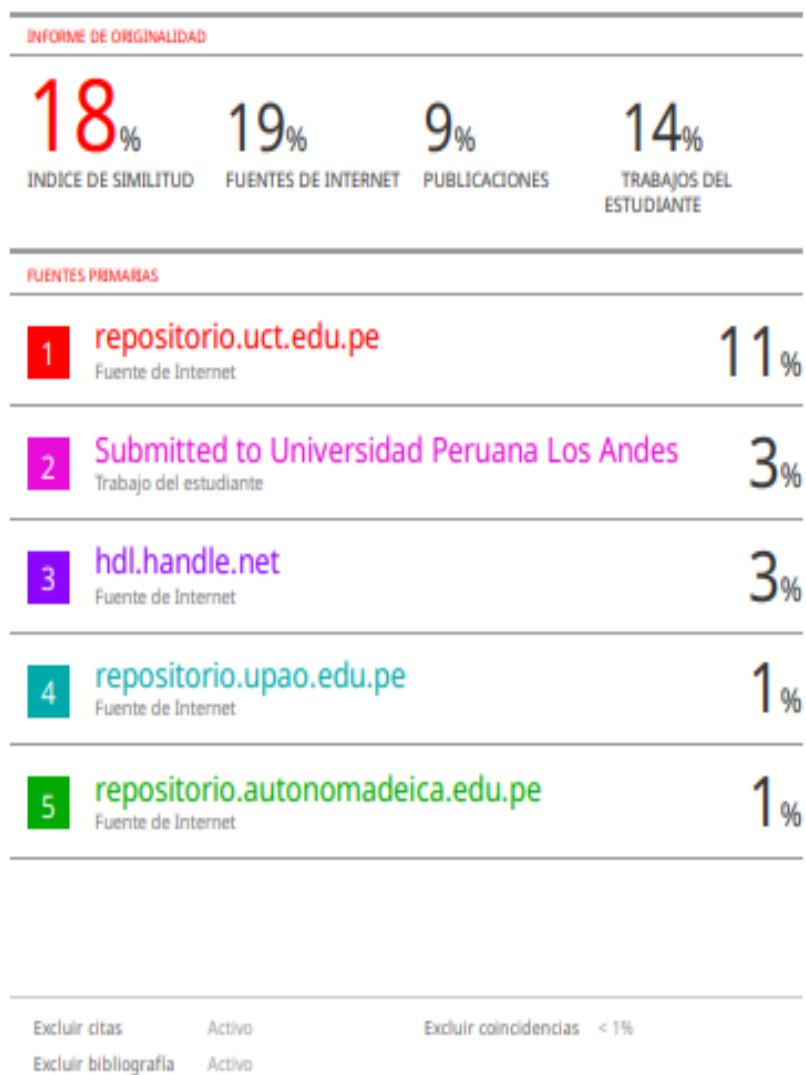 INFORME DE ORIGINALIDAD
18% 19% 9% 14%
INDICE DE SIMILITUD FUENTES DE INTERNET PUBLICACIONES TRABAJOS DEL
ESTUDIANTE
FUENTES PRIMARIAS
1 repositorio.uct.edu.pe 11%
Fuente de Internet
2 Submitted to Universidad Peruana Los Andes 3%
Trabajo del estudiante
3 hdl.handle.net 3%
Fuente de Internet
4 repositorio.upao.edu.pe 1%
Fuente de Internet
5 repositorio.autonomadeica.edu.pe 1%
Fuente de Internet
Excluir citas Activo Excluir coincidencias < 1%
Excluir bibliografía Activo